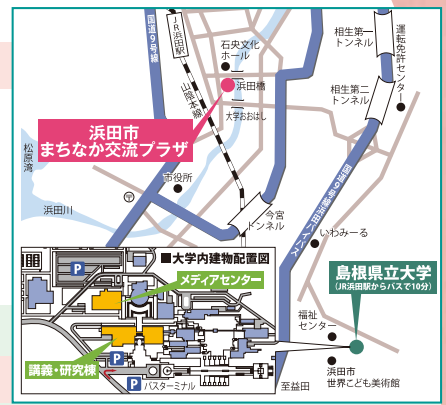 国道9号線
JR浜田駅
石央文化
ホール
相生第一
トンネル
運転免許センター
山陰本線
浜田橋
大学おおはし
相生第二
トンネル
浜田市
まちなか交流プラザ
松原湾
市役所
浜田川
今宮
トンネル
国道9号線浜田バイパス
いわみーる
■大学内建物配置図
P
メディアセンター
島根県立大学
(JR浜田駅からバスで10分)
福祉
センター
講義・研究棟
P
P バスターミナル
至益田
浜田市
世界こども美術館